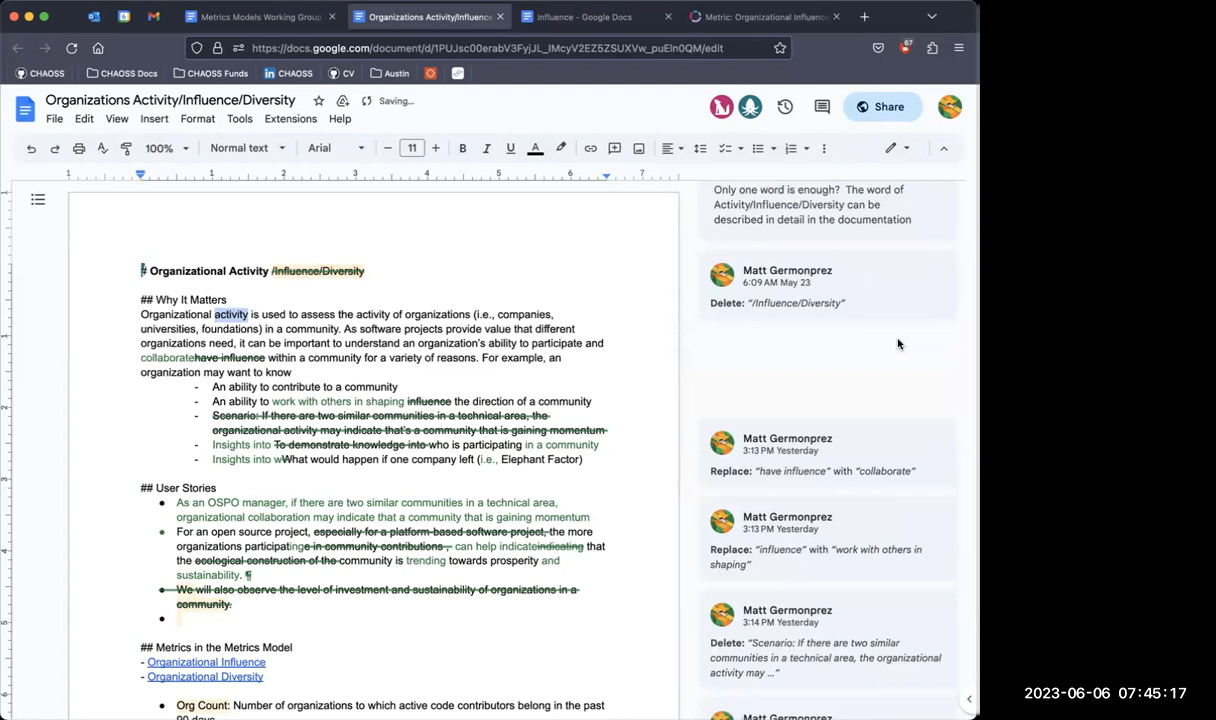 Metrics Models Working Group
Organizations Activity/Influence
Influence - Google Docs
Metric: Organizational Influence
https://docs.google.com/document/d/1PUJsc00erabV3FyjJL_IMcyV2EZ5ZSUXVw_puEln0QM/edit
67
CHAOSS
CHAOSS Docs
CHAOSS Funds
CHAOSS
CV
Austin
Organizations Activity/Influence/Diversity
Saving...
Share
File Edit View Insert Format Tools Extensions Help
100% Normal text Arial 11
1 1 2 3 4 5 6 7
# Organizational Activity /Influence/Diversity
## Why It Matters
Organizational activity is used to assess the activity of organizations (i.e., companies,
universities, foundations) in a community. As software projects provide value that different
organizations need, it can be important to understand an organization's ability to participate and
collaboratehave influence within a community for a variety of reasons. For example, an
organization may want to know
- An ability to contribute to a community
- An ability to work with others in shaping influence the direction of a community
- Scenario: If there are two similar communities in a technical area, the
organizational activity may indicate that's a community that is gaining momentum
- Insights into To demonstrate knowledge into who is participating in a community
- Insights into wWhat would happen if one company left (i.e., Elephant Factor)
## User Stories
● As an OSPO manager, if there are two similar communities in a technical area,
organizational collaboration may indicate that a community that is gaining momentum
● For an open source project, especially for a platform-based software project, the more
organizations participatinge in community contributions , can help indicateindicating that
the ecological construction of the community is trending towards prosperity and
sustainability. ¶
● We will also observe the level of investment and sustainability of organizations in a
community.
●
## Metrics in the Metrics Model
- Organizational Influence
- Organizational Diversity
● Org Count: Number of organizations to which active code contributors belong in the past
90 days
Only one word is enough? The word of
Activity/Influence/Diversity can be
described in detail in the documentation
Matt Germonprez
6:09 AM May 23
Delete: "/Influence/Diversity"
Matt Germonprez
3:13 PM Yesterday
Replace: "have influence" with "collaborate"
Matt Germonprez
3:13 PM Yesterday
Replace: "influence" with "work with others in
shaping"
Matt Germonprez
3:14 PM Yesterday
Delete: "Scenario: If there are two similar
communities in a technical area, the organizational
activity may ..."
Matt Germonprez
2023-06-06 07:45:17